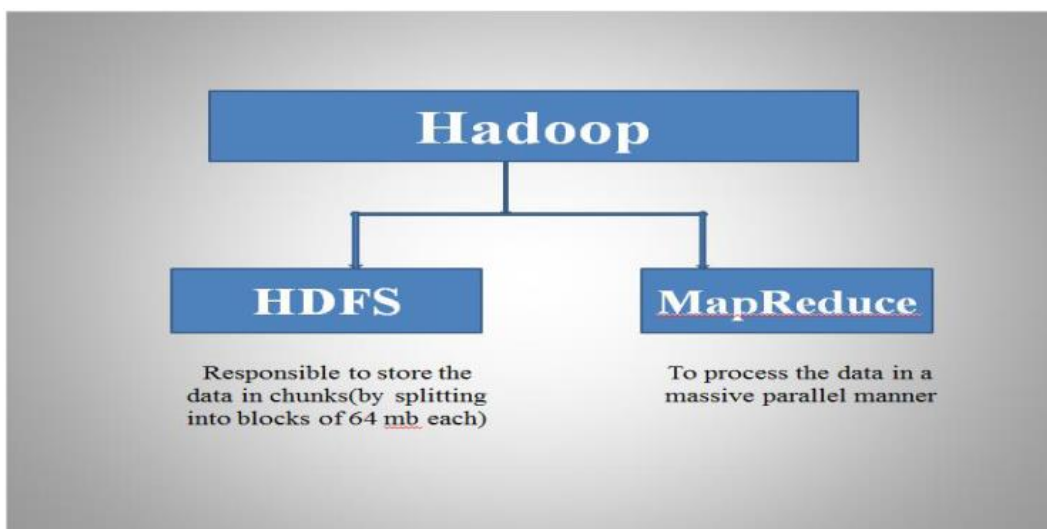 Hadoop
HDFS
MapReduce
Responsible to store the
data in chunks(by splitting
into blocks of 64 mb each)
To process the data in a
massive parallel manner